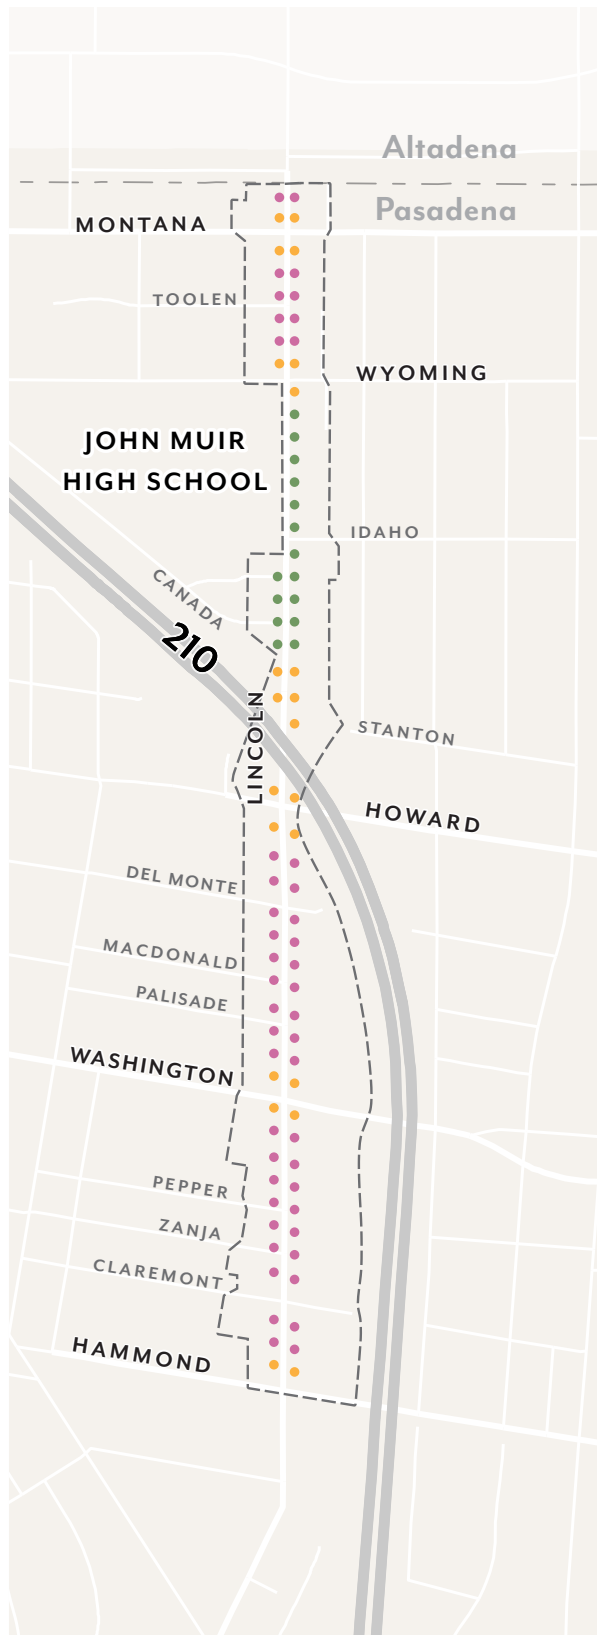 Altadena
Pasadena
MONTANA
TOOLEN
WYOMING
JOHN MUIR
HIGH SCHOOL
IDAHO
CANADA
210
LINCOLN
STANTON
HOWARD
DEL MONTE
MACDONALD
PALISADE
WASHINGTON
PEPPER
ZANJA
CLAREMONT
HAMMOND